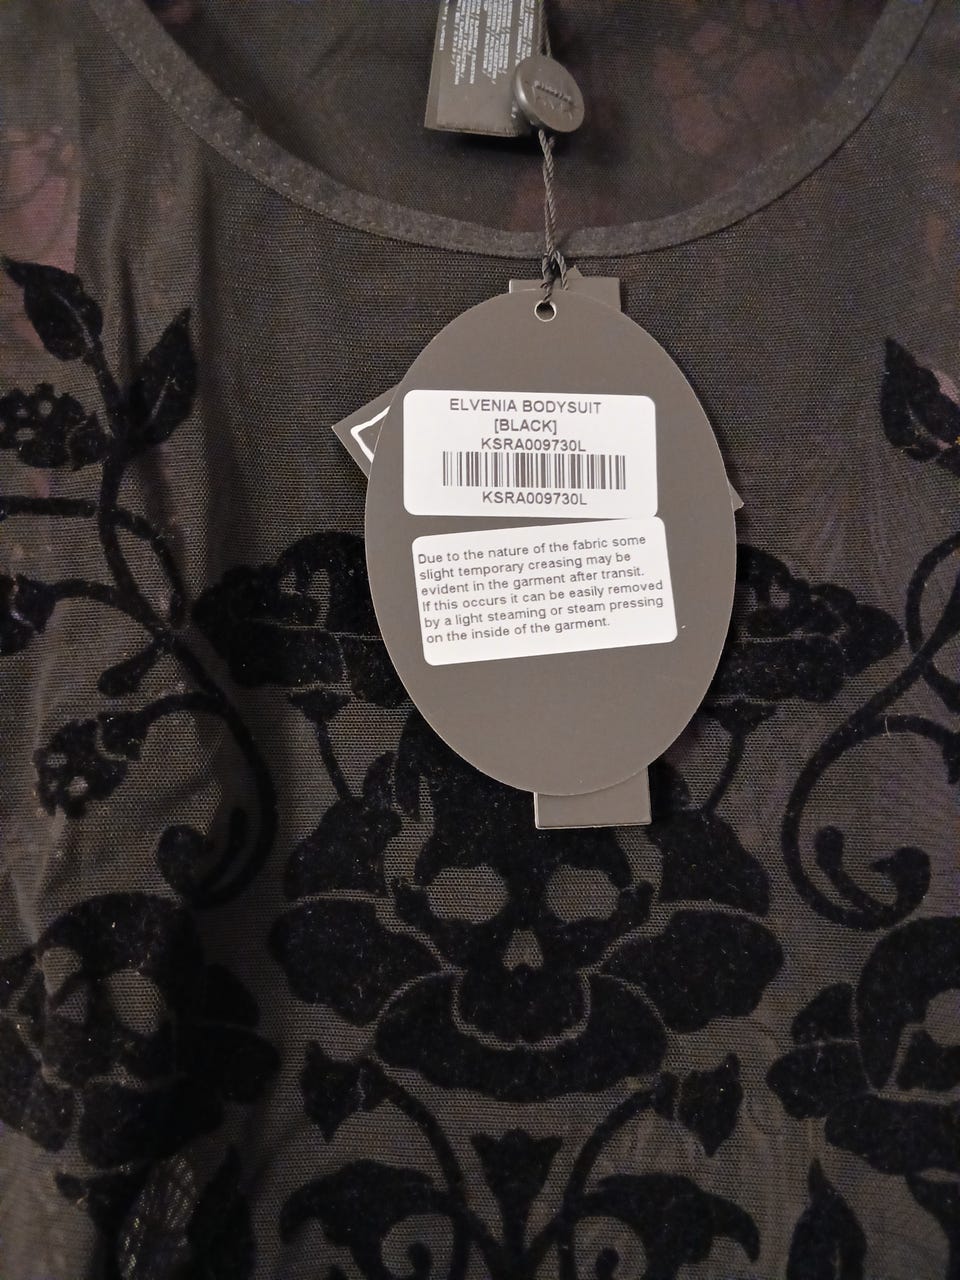 ELVENIA BODYSUIT
[BLACK]
KSRA009730L
KSRA009730L
Due to the nature of the fabric some
slight temporary creasing may be
evident in the garment after transit.
If this occurs it can be easily removed
by a light steaming or steam pressing
on the inside of the garment.